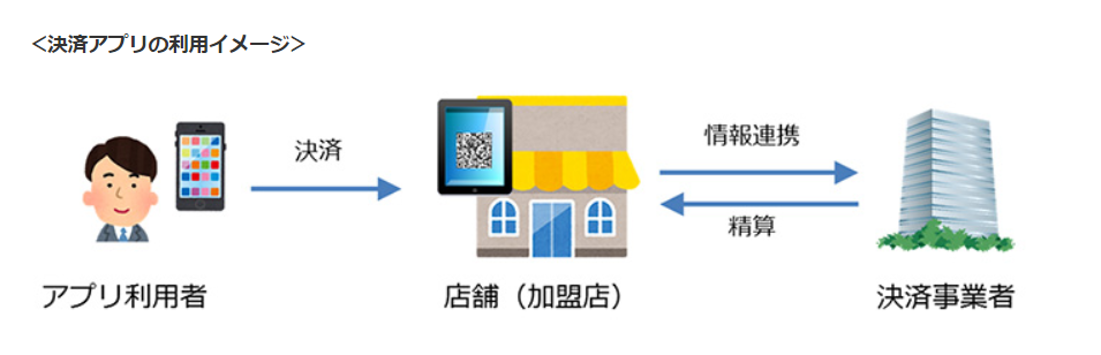 ＜決済アプリの利用イメージ＞
決済
情報連携
精算
アプリ利用者
店舗（加盟店）
決済事業者